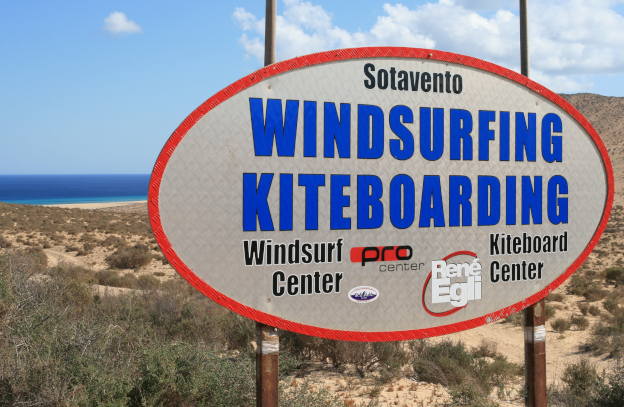 Sotavento
WINDSURFING
KITEBOARDING
Windsurf
Center
pro
center
René
Egli
Kiteboard
Center